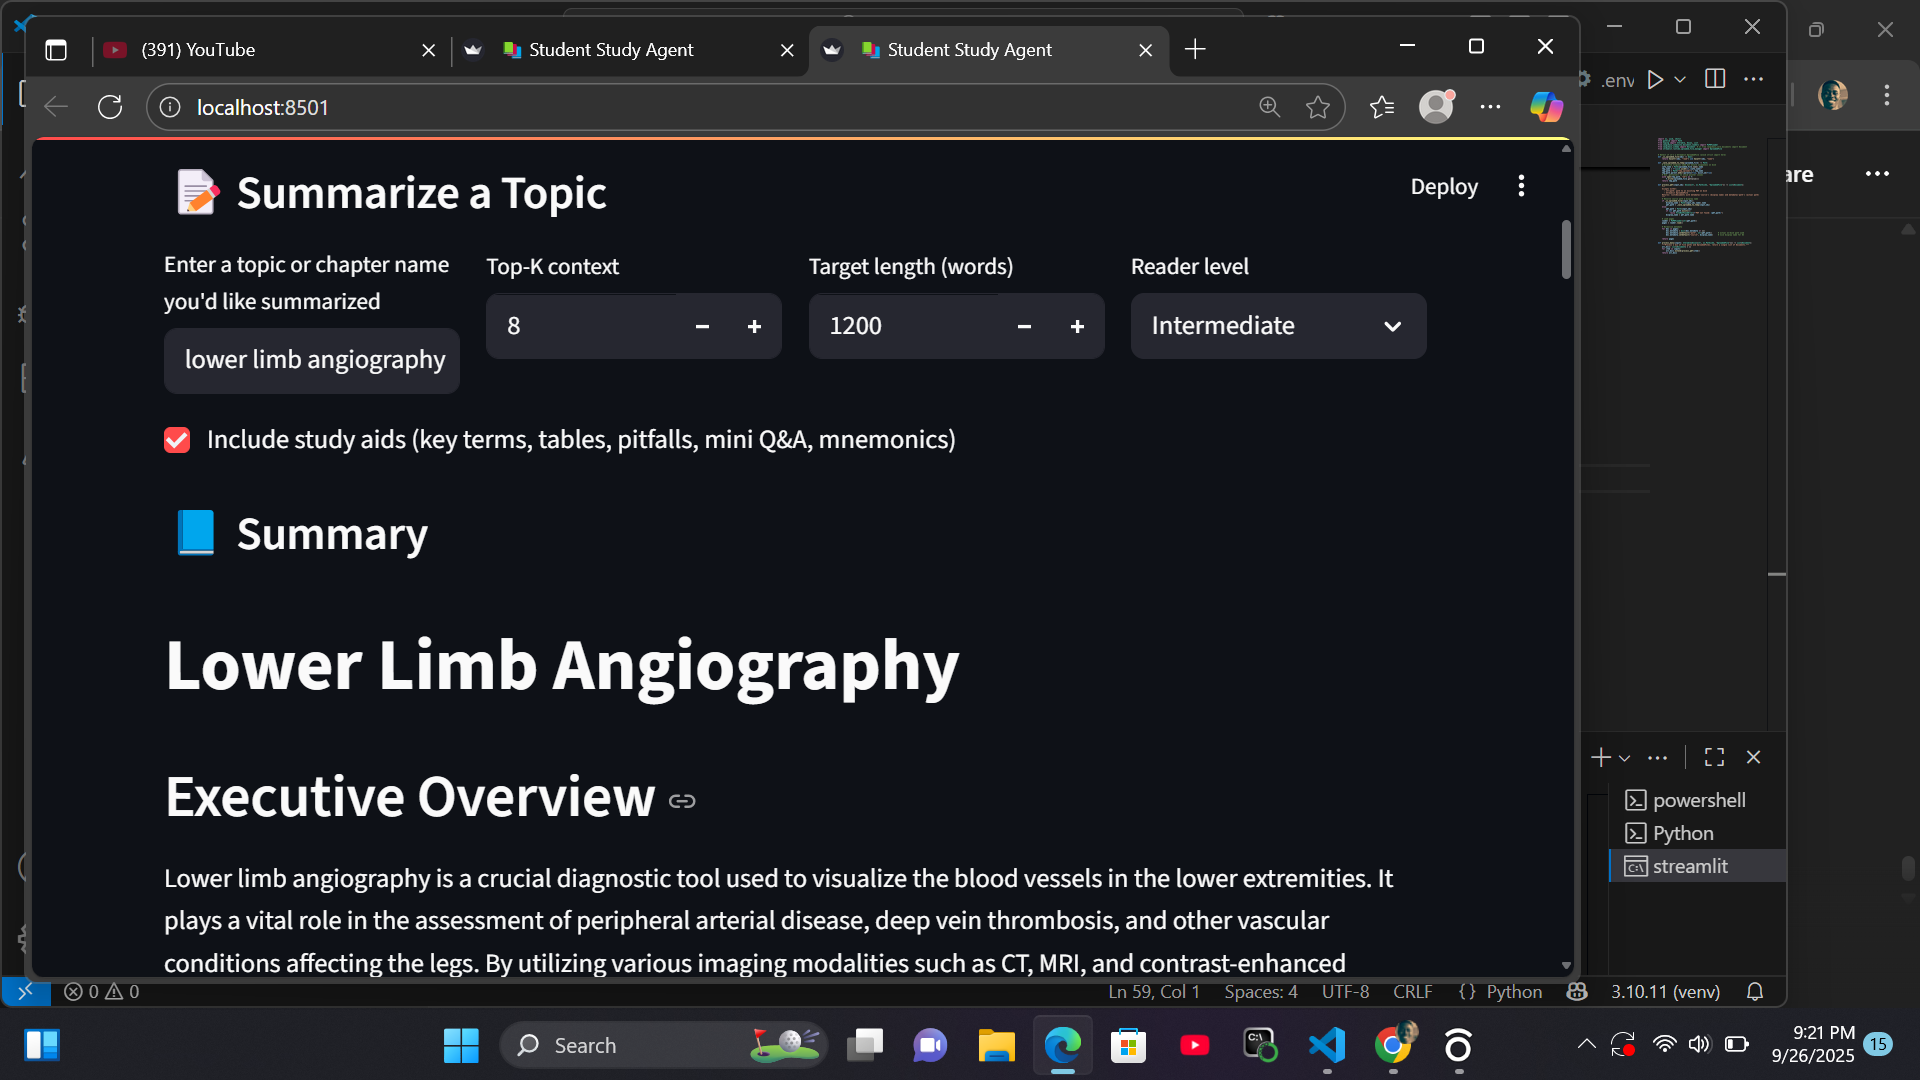 (391) YouTube
Student Study Agent
Student Study Agent
localhost:8501
.env
are
Deploy
Summarize a Topic
Enter a topic or chapter name
you'd like summarized
lower limb angiography
Top-K context
8
Target length (words)
1200
Reader level
Intermediate
Include study aids (key terms, tables, pitfalls, mini Q&A, mnemonics)
Summary
Lower Limb Angiography
Executive Overview
Lower limb angiography is a crucial diagnostic tool used to visualize the blood vessels in the lower extremities. It
plays a vital role in the assessment of peripheral arterial disease, deep vein thrombosis, and other vascular
conditions affecting the legs. By utilizing various imaging modalities such as CT, MRI, and contrast-enhanced
powershell
Python
streamlit
0 0
Ln 59, Col 1
Spaces: 4
UTF-8
CRLF
{ } Python
3.10.11 (venv)
Search
9:21 PM
9/26/2025
15